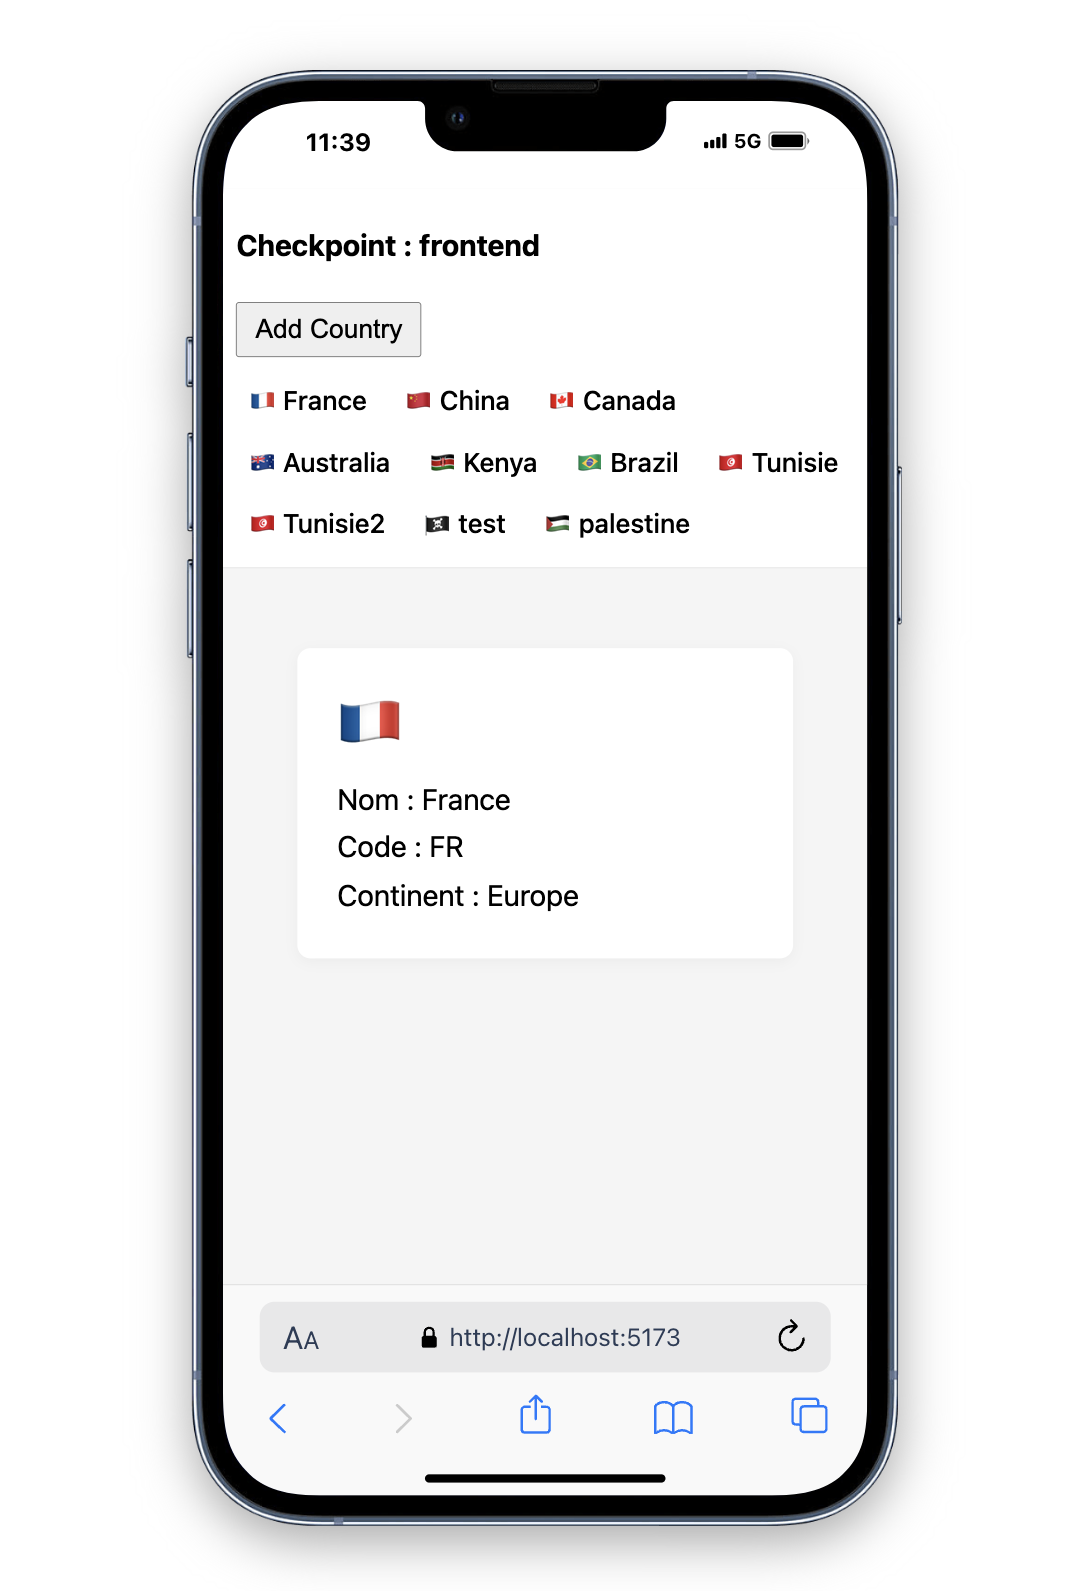 11:39 5G
Checkpoint : frontend
Add Country
🇫🇷 France 🇨🇳 China 🇨🇦 Canada
🇦🇺 Australia 🇰🇪 Kenya 🇧🇷 Brazil 🇹🇳 Tunisie
🇹🇳 Tunisie2 🏴‍☠️ test 🇵🇸 palestine
🇫🇷
Nom : France
Code : FR
Continent : Europe
AA http://localhost:5173